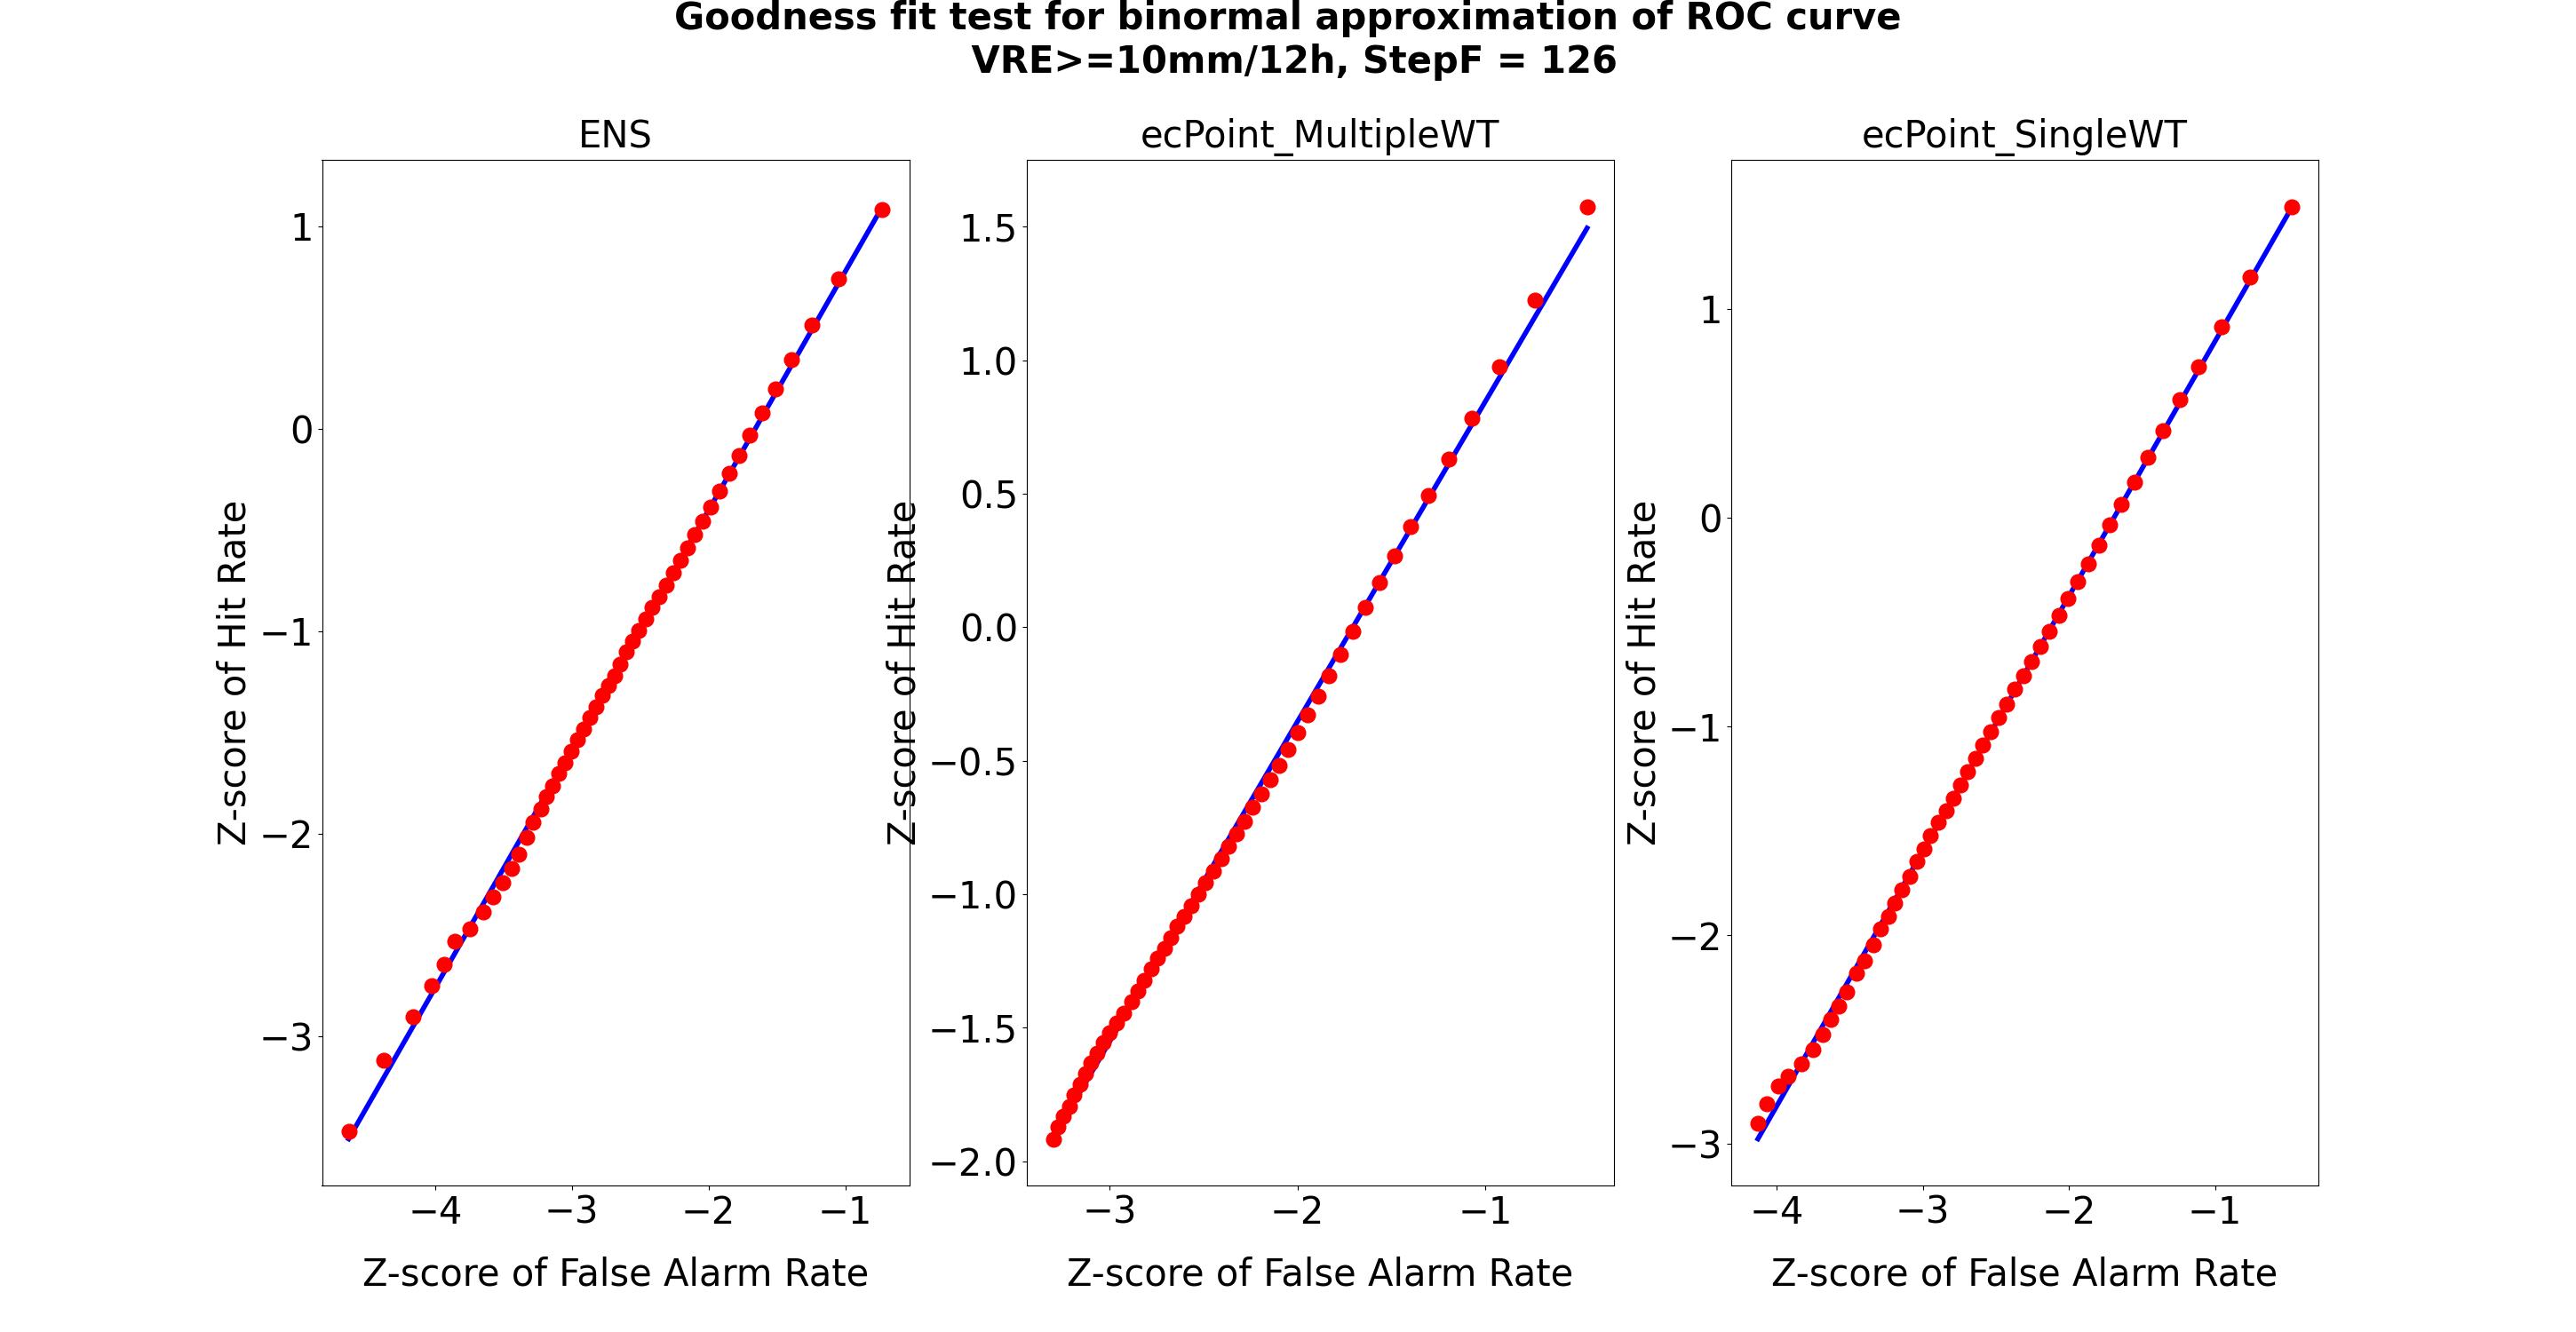 Goodness fit test for binormal approximation of ROC curve
VRE>=10mm/12h, StepF = 126
ENS
1
0
−1
−2
−3
Z-score of Hit Rate
−4
−3
−2
−1
Z-score of False Alarm Rate
ecPoint_MultipleWT
1.5
1.0
0.5
0.0
−0.5
−1.0
−1.5
−2.0
Z-score of Hit Rate
−3
−2
−1
Z-score of False Alarm Rate
ecPoint_SingleWT
1
0
−1
−2
−3
Z-score of Hit Rate
−4
−3
−2
−1
Z-score of False Alarm Rate